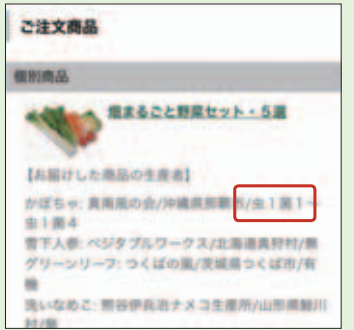 ご注文商品
個別商品
畑まるごと野菜セット・5選
【お届けした商品の生産者】
かぼちゃ: 真南風の会/沖縄県那覇市/虫1菌1〜
虫1菌4
雪下人参: ベジタブルワークス/北海道真狩村/無
グリーンリーフ: つくばの風/茨城県つくば市/有
機
洗いなめこ: 熊谷伊兵治ナメコ生産所/山形県鮭川
村/無